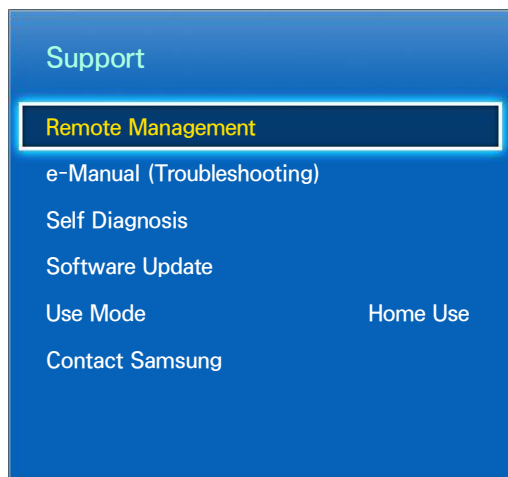 Support
Remote Management
e-Manual (Troubleshooting)
Self Diagnosis
Software Update
Use Mode Home Use
Contact Samsung